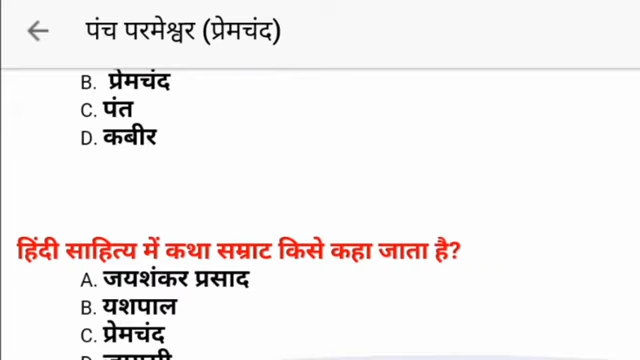 पंच परमेश्वर (प्रेमचंद)
B. प्रेमचंद
C. पंत
D. कबीर
हिंदी साहित्य में कथा सम्राट किसे कहा जाता है?
A. जयशंकर प्रसाद
B. यशपाल
C. प्रेमचंद